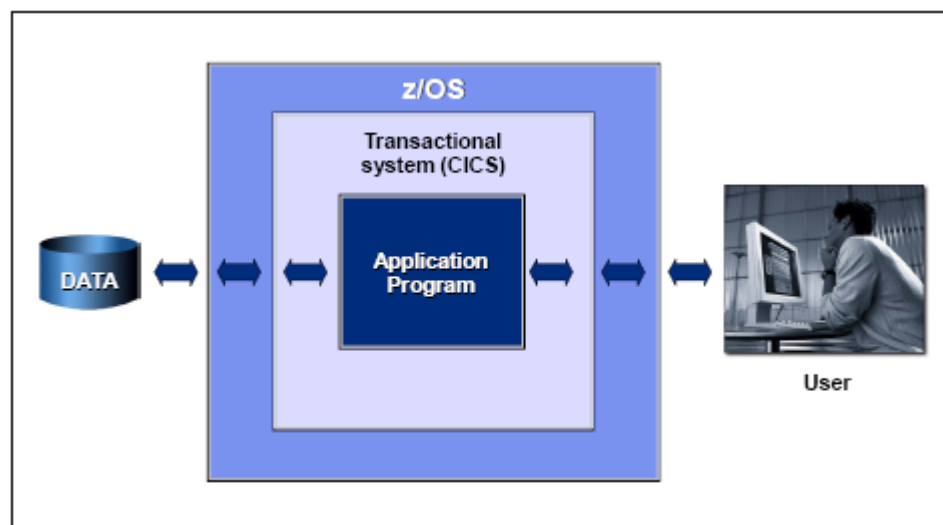 z/OS
Transactional
system (CICS)
Application
Program
DATA
User